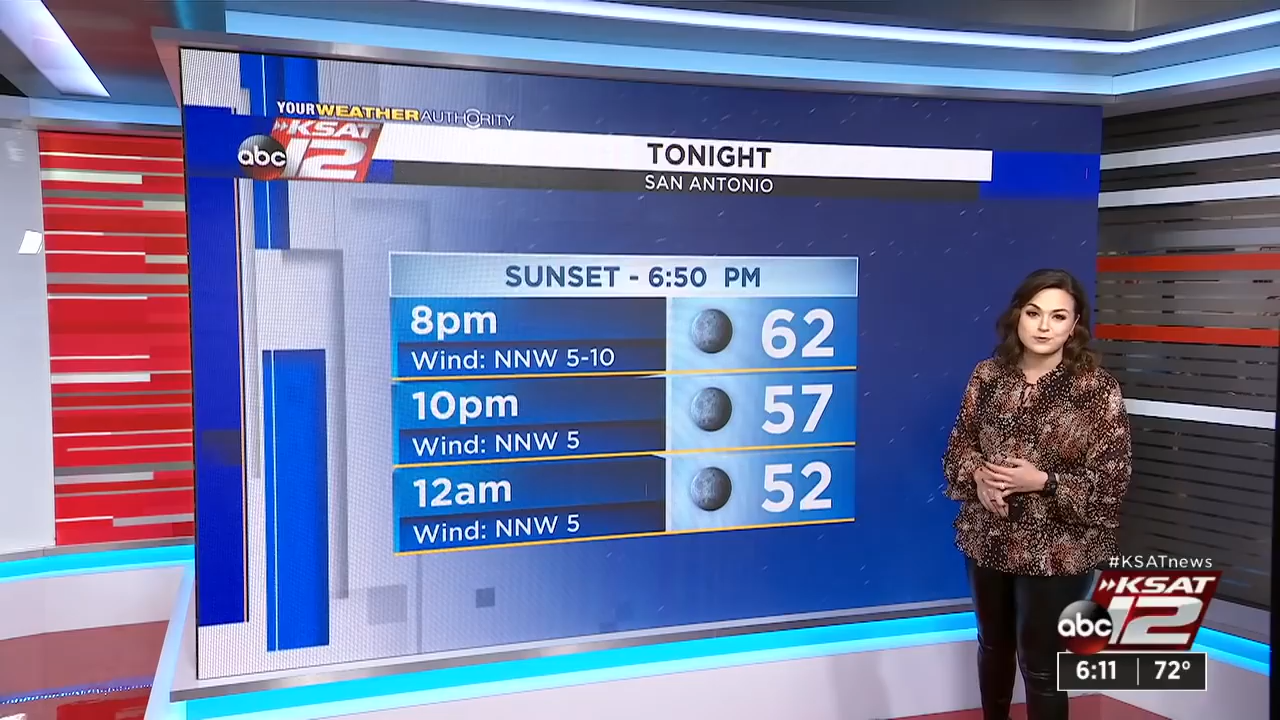 YOUR WEATHER AUTHORITY
KSAT
abc 12
TONIGHT
SAN ANTONIO
SUNSET - 6:50 PM
8pm 62
Wind: NNW 5-10
10pm 57
Wind: NNW 5
12am 52
Wind: NNW 5
#KSATnews
KSAT
abc 12
6:11 72°